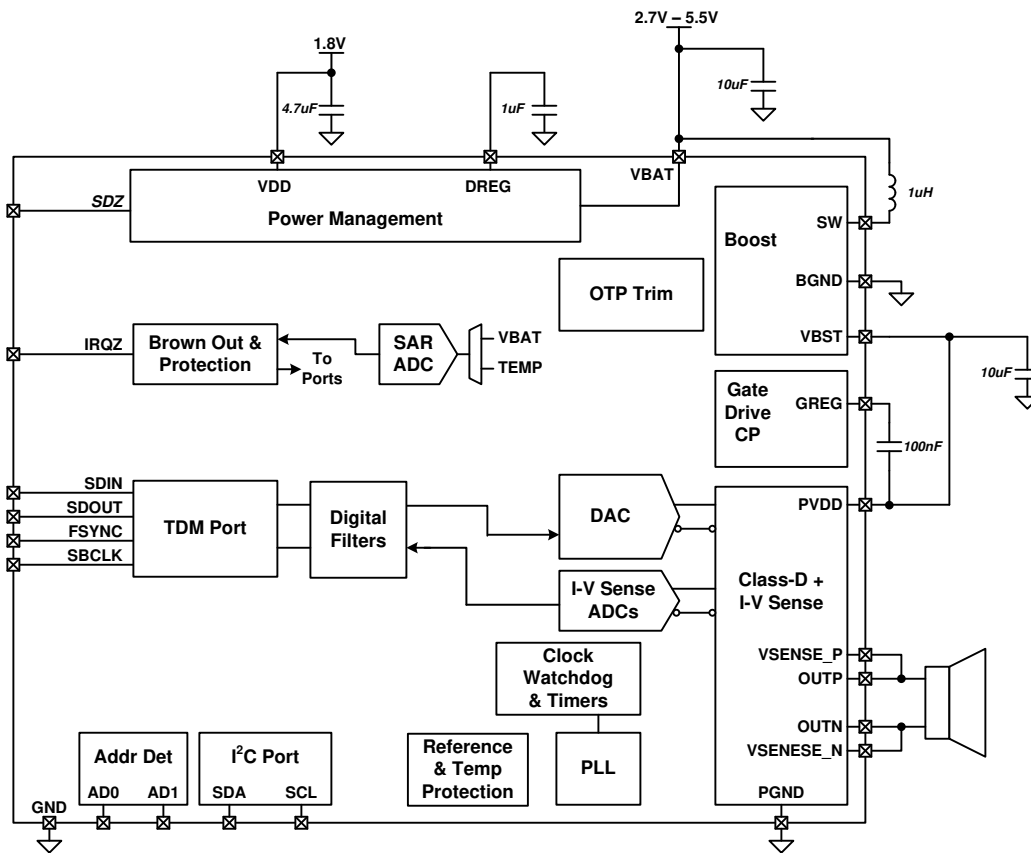 2.7V – 5.5V
1.8V
10uF
4.7uF
1uF
VDD
DREG
VBAT
SDZ
Power Management
1uH
SW
Boost
BGND
OTP Trim
VBST
IRQZ
Brown Out &
Protection
To
Ports
SAR
ADC
VBAT
TEMP
10uF
Gate
Drive
CP
GREG
100nF
SDIN
SDOUT
FSYNC
SBCLK
TDM Port
Digital
Filters
DAC
PVDD
I-V Sense
ADCs
Class-D +
I-V Sense
Clock
Watchdog
& Timers
VSENSE_P
OUTP
OUTN
VSENESE_N
Addr Det
AD0
AD1
I²C Port
SDA
SCL
Reference
& Temp
Protection
PLL
PGND
GND